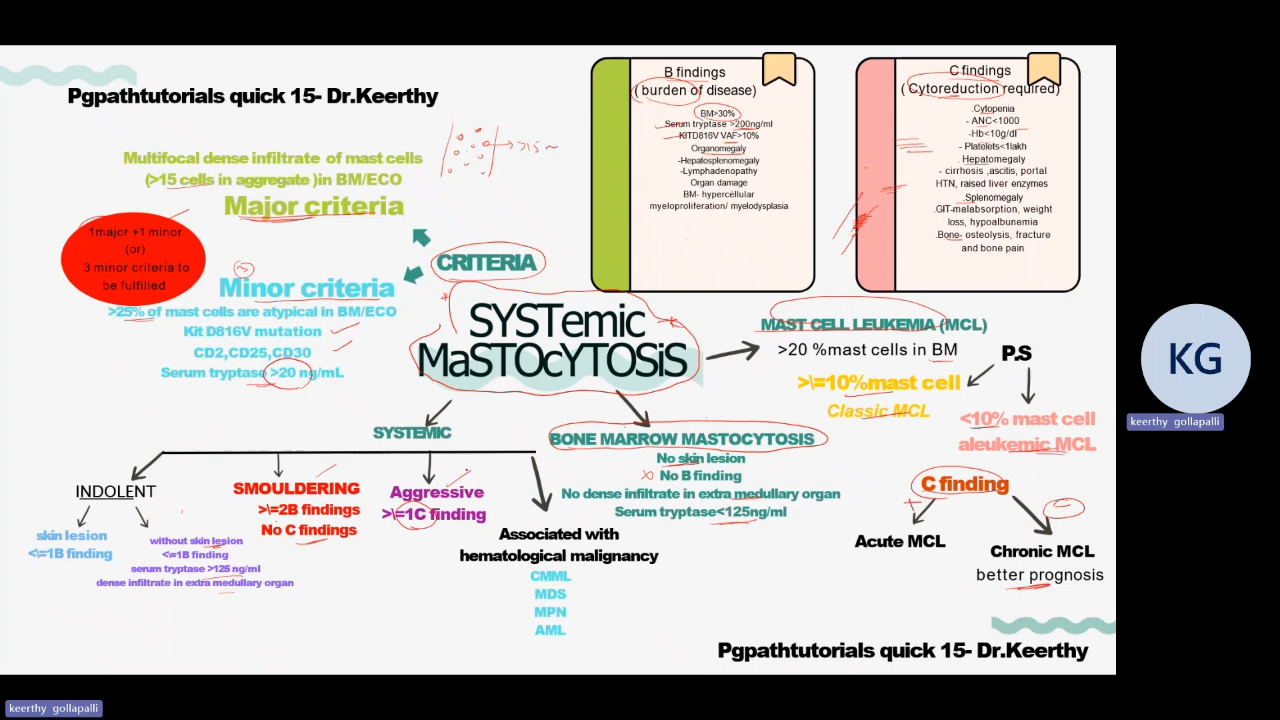 Pgpathtutorials quick 15- Dr.Keerthy
Multifocal dense infiltrate of mast cells
(>15 cells in aggregate )in BM/ECO
Major criteria
>15
1major +1 minor
(or)
3 minor criteria to
be fulfilled
Minor criteria
>25% of mast cells are atypical in BM/ECO
Kit D816V mutation
CD2,CD25,CD30
Serum tryptase >20 ng/mL
CRITERIA
SYSTemic
MaSTOcYTOSiS
B findings
( burden of disease)
BM>30%
Serum tryptase >200ng/ml
KITD816V VAF>10%
Organomegaly
-Hepatosplenomegaly
-Lymphadenopathy
Organ damage
BM- hypercellular
myeloproliferation/ myelodysplasia
C findings
( Cytoreduction required)
.Cytopenia
- ANC<1000
-Hb<10g/dl
- Platelets<1lakh
. Hepatomegaly
- cirrhosis ,ascitis, portal
HTN, raised liver enzymes
.Splenomegaly
.GIT-malabsorption, weight
loss, hypoalbunemia
.Bone- osteolysis, fracture
and bone pain
MAST CELL LEUKEMIA (MCL)
>20 %mast cells in BM
P.S
>\=10%mast cell
Classic MCL
<10% mast cell
aleukemic MCL
C finding
+
-
Acute MCL
Chronic MCL
better prognosis
SYSTEMIC
INDOLENT
skin lesion
<\=1B finding
without skin lesion
<\=1B finding
serum tryptase >125 ng/ml
dense infiltrate in extra medullary organ
SMOULDERING
>\=2B findings
No C findings
Aggressive
>\=1C finding
Associated with
hematological malignancy
CMML
MDS
MPN
AML
BONE MARROW MASTOCYTOSIS
No skin lesion
No B finding
No dense infiltrate in extra medullary organ
Serum tryptase<125ng/ml
Pgpathtutorials quick 15- Dr.Keerthy
KG
keerthy gollapalli
keerthy gollapalli